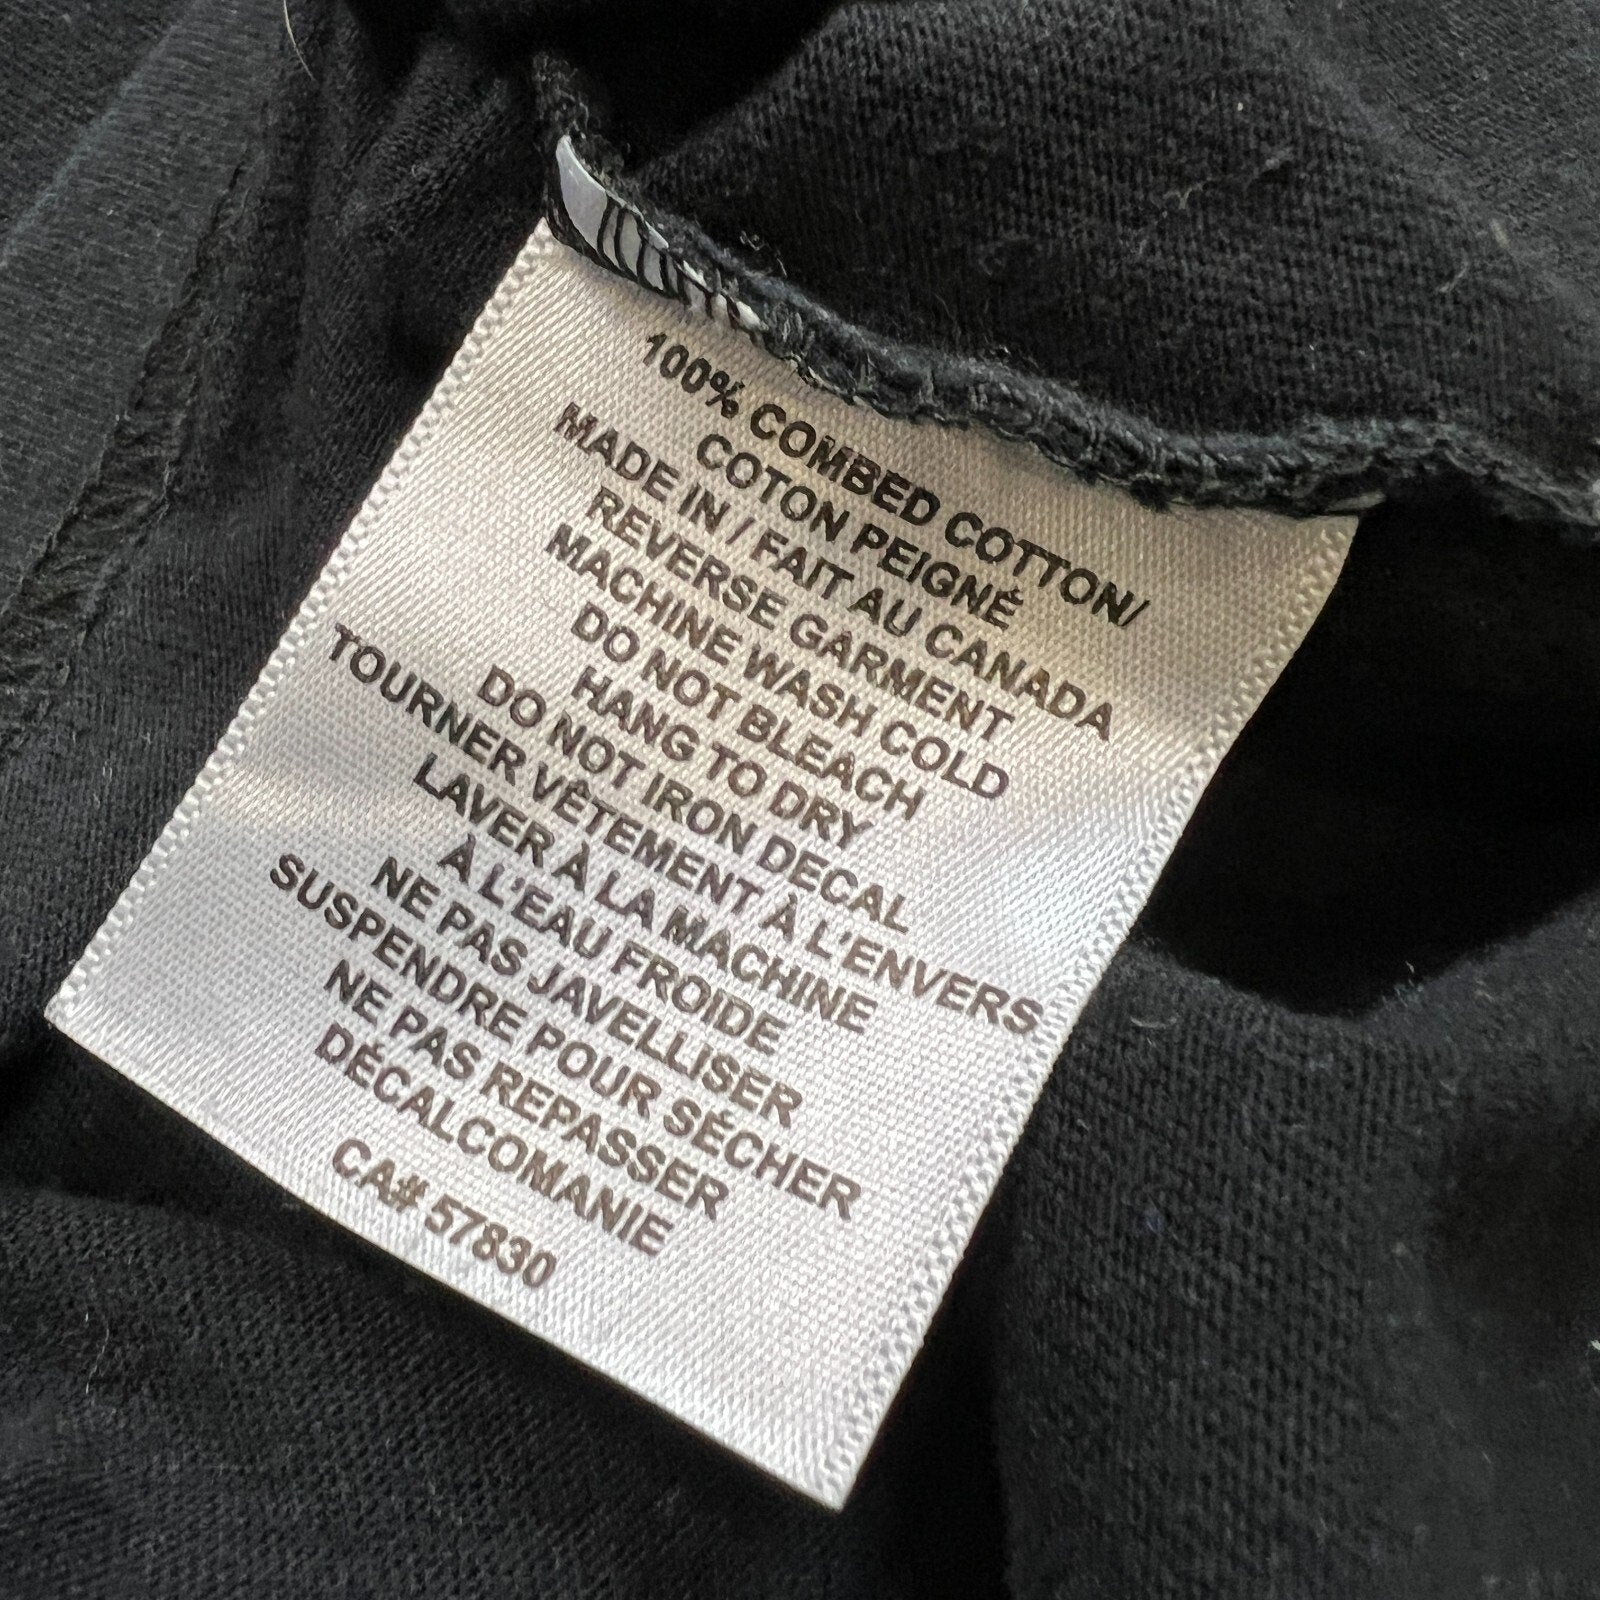 100% COMBED COTTON/
COTON PEIGNÉ
MADE IN / FAIT AU CANADA
REVERSE GARMENT
MACHINE WASH COLD
DO NOT BLEACH
HANG TO DRY
DO NOT IRON DECAL
TOURNER VÊTEMENT À L'ENVERS
LAVER À LA MACHINE
À L'EAU FROIDE
NE PAS JAVELLISER
SUSPENDRE POUR SÉCHER
NE PAS REPASSER
DÉCALCOMANIE
CA# 57830